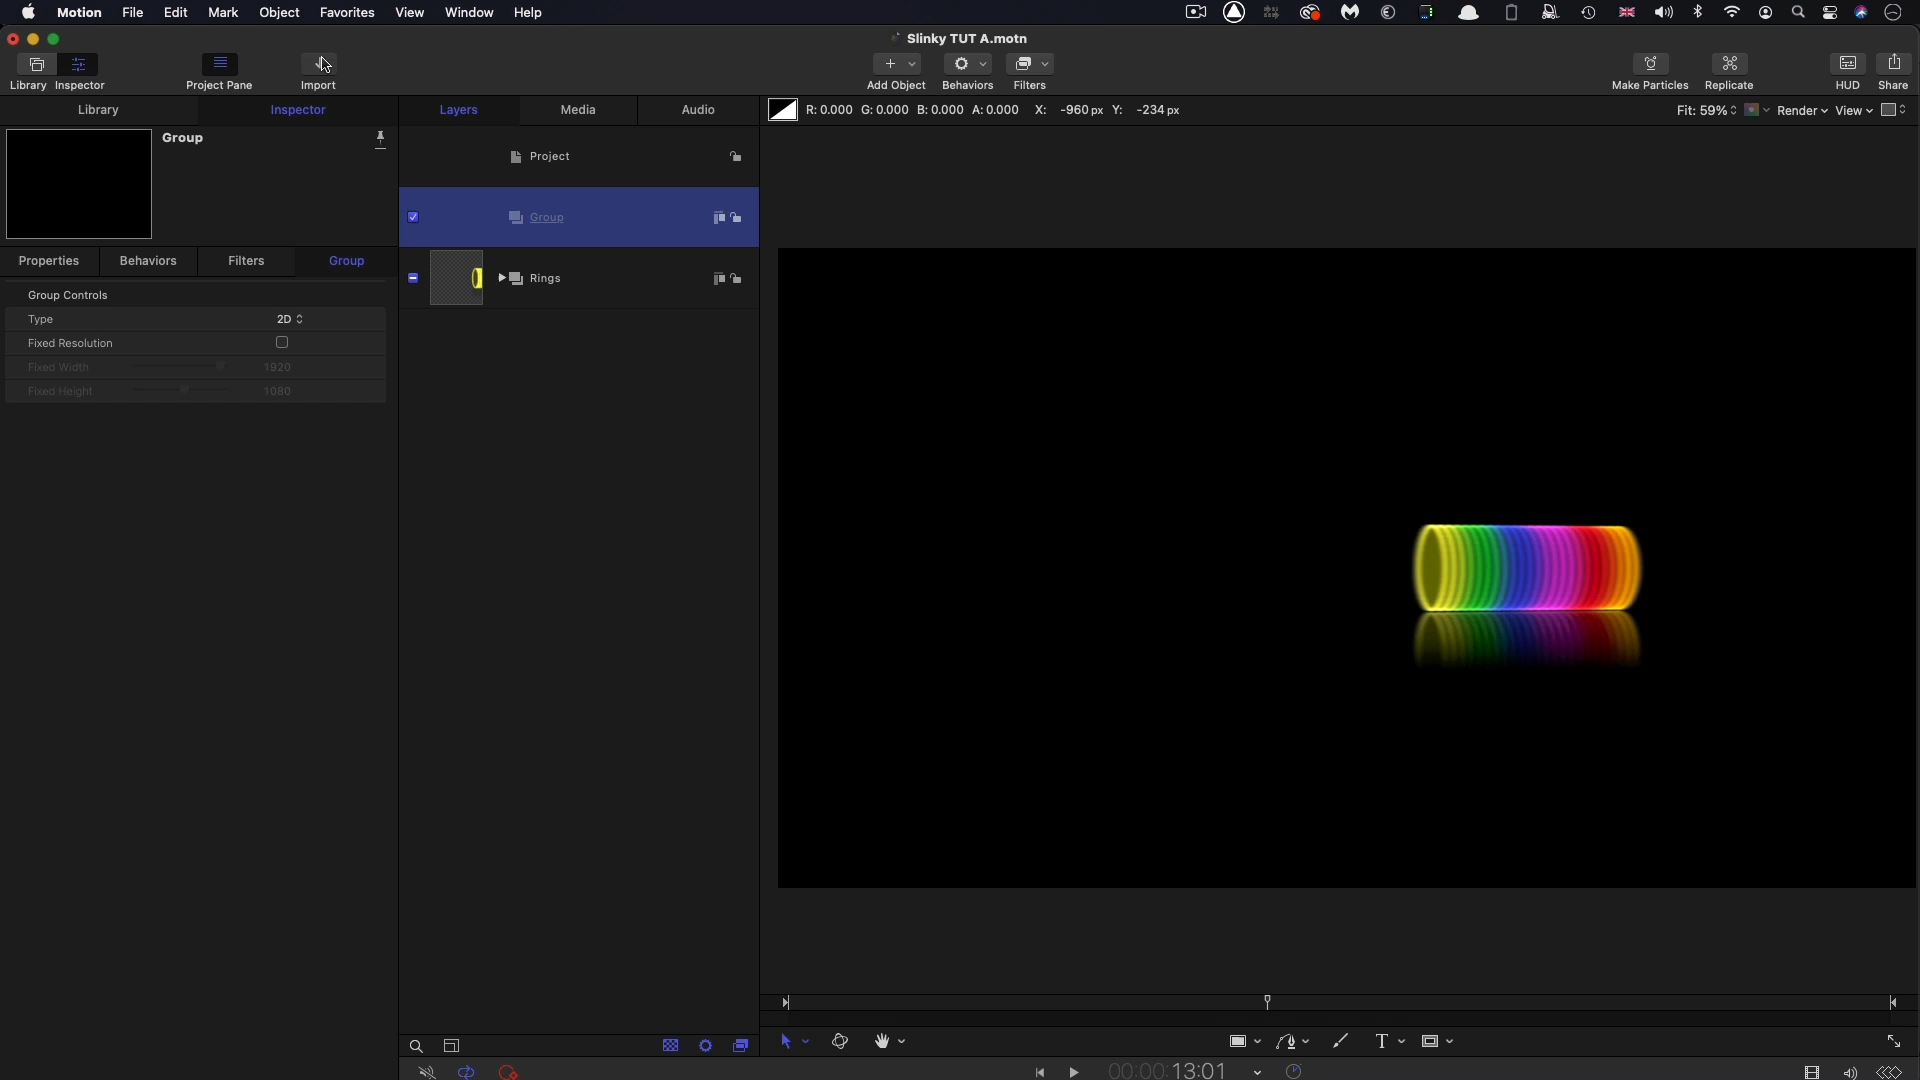 Motion File Edit Mark Object Favorites View Window Help
Slinky TUT A.motn
Library Inspector Project Pane Import Add Object Behaviors Filters Make Particles Replicate HUD Share
Library Inspector Layers Media Audio R: 0.000 G: 0.000 B: 0.000 A: 0.000 X: -960 px Y: -234 px Fit: 59% Render View
Group
Project
Group
Properties Behaviors Filters Group
Rings
Group Controls
Type 2D
Fixed Resolution
Fixed Width 1920
Fixed Height 1080
T
00:00:13:01